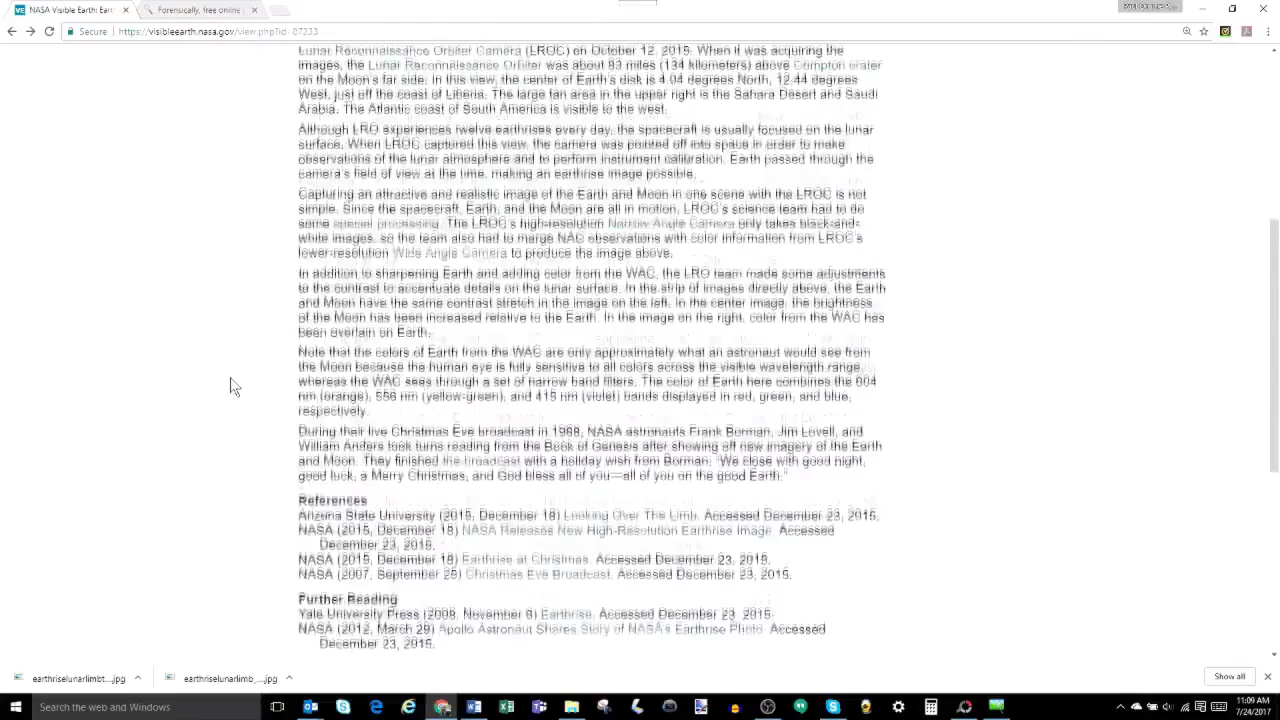 NASA Visible Earth: Eart
Forensically, free online
Secure
https://visibleearth.nasa.gov/view.php?id=87233
Lunar Reconnaissance Orbiter Camera (LROC) on October 12, 2015. When it was acquiring the
images, the Lunar Reconnaissance Orbiter was about 83 miles (134 kilometers) above Compton crater
on the Moon's far side. In this view, the center of Earth's disk is 4.04 degrees North, 12.44 degrees
West, just off the coast of Liberia. The large tan area in the upper right is the Sahara Desert and Saudi
Arabia. The Atlantic coast of South America is visible to the west.
Although LRO experiences twelve earthrises every day, the spacecraft is usually focused on the lunar
surface. When LROC captured this view, the camera was pointed off into space in order to make
observations of the lunar atmosphere and to perform instrument calibration. Earth passed through the
camera's field of view at the time, making an earthrise image possible.
Capturing an attractive and realistic image of the Earth and Moon in one scene with the LROC is not
simple. Since the spacecraft, Earth, and the Moon are all in motion, LROC's science team had to do
some special processing. The LROC's high-resolution Narrow Angle Camera only takes black-and-
white images, so the team also had to merge NAC observations with color information from LROC's
lower-resolution Wide Angle Camera to produce the image above.
In addition to sharpening Earth and adding color from the WAC, the LRO team made some adjustments
to the contrast to accentuate details on the lunar surface. In the strip of images directly above, the Earth
and Moon have the same contrast stretch in the image on the left. In the center image, the brightness
of the Moon has been increased relative to the Earth. In the image on the right, color from the WAC has
been overlain on Earth.
Note that the colors of Earth from the WAC are only approximately what an astronaut would see from
the Moon because the human eye is fully sensitive to all colors across the visible wavelength range,
whereas the WAC sees through a set of narrow band filters. The color of Earth here combines the 604
nm (orange), 556 nm (yellow-green), and 415 nm (violet) bands displayed in red, green, and blue,
respectively.
During their live Christmas Eve broadcast in 1968, NASA astronauts Frank Borman, Jim Lovell, and
William Anders took turns reading from the Book of Genesis after showing off new imagery of the Earth
and Moon. They finished the broadcast with a holiday wish from Borman: "We close with good night,
good luck, a Merry Christmas, and God bless all of you—all of you on the good Earth."
References
Arizona State University (2015, December 18) Looking Over The Limb. Accessed December 23, 2015.
NASA (2015, December 18) NASA Releases New High-Resolution Earthrise Image. Accessed
December 23, 2015.
NASA (2015, December 18) Earthrise at Christmas. Accessed December 23, 2015.
NASA (2007, September 25) Christmas Eve Broadcast. Accessed December 23, 2015.
Further Reading
Yale University Press (2008, November 6) Earthrise. Accessed December 23, 2015.
NASA (2012, March 29) Apollo Astronaut Shares Story of NASA's Earthrise Photo. Accessed
December 23, 2015.
earthriselunarlimbt....jpg
earthriselunarlimb_....jpg
Show all
Search the web and Windows
11:09 AM
7/24/2017